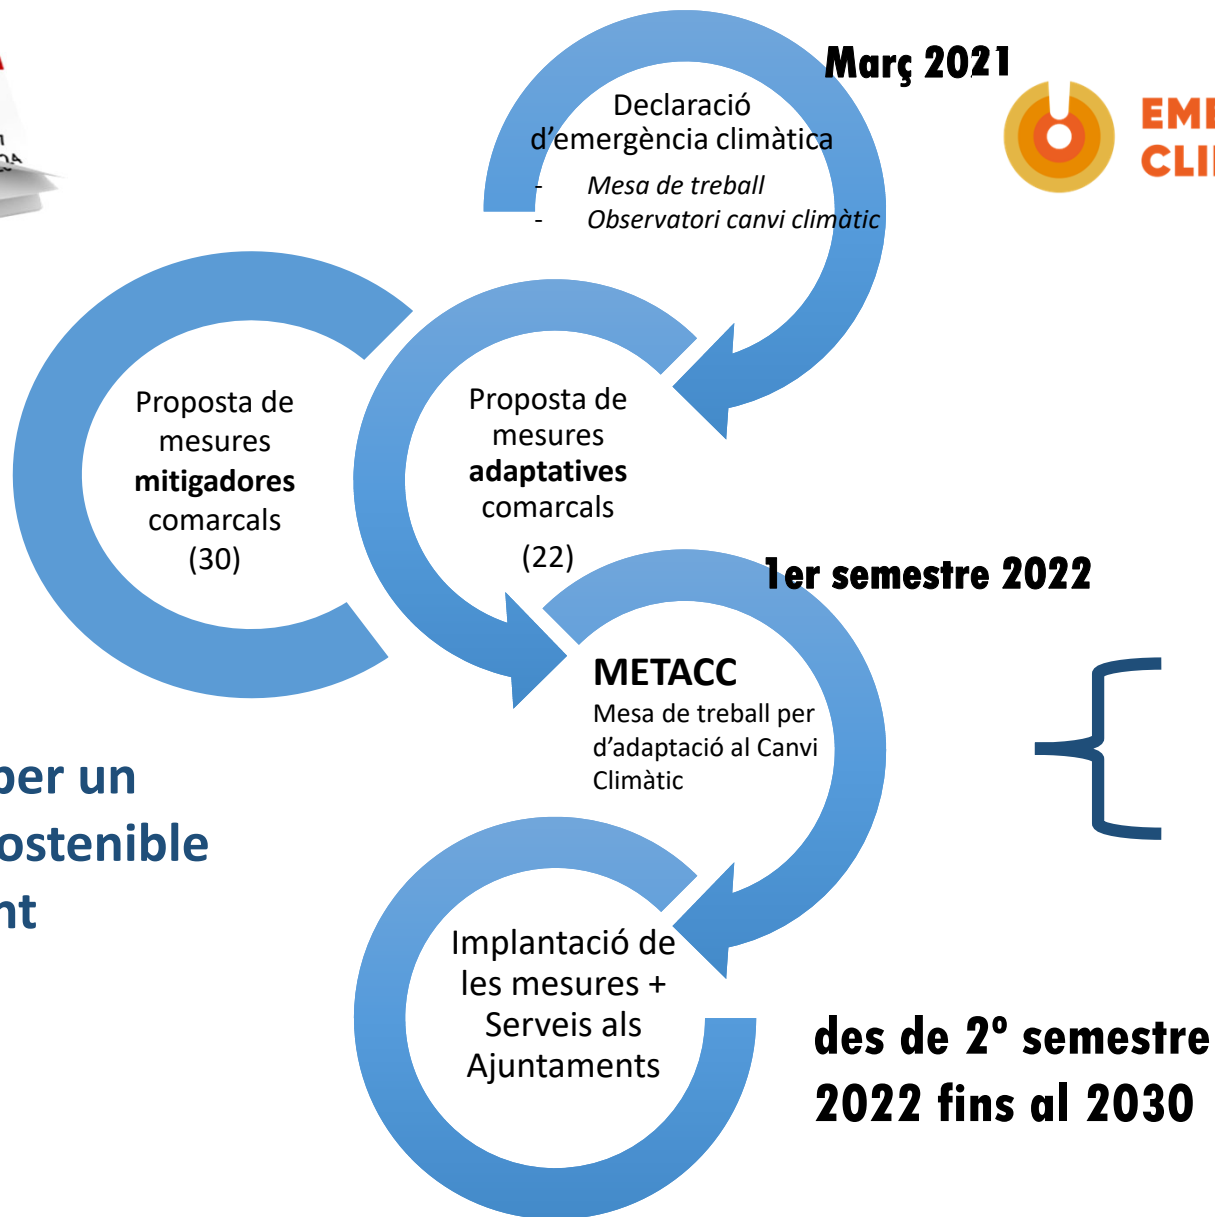 Març 2021
Declaració
d'emergència climàtica
- Mesa de treball
- Observatori canvi climàtic
Proposta de
mesures
mitigadores
comarcals
(30)
Proposta de
mesures
adaptatives
comarcals
(22)
1er semestre 2022
METACC
Mesa de treball per
d'adaptació al Canvi
Climàtic
per un
ostenible
nt
Implantació de
les mesures +
Serveis als
Ajuntaments
des de 2º semestre
2022 fins al 2030